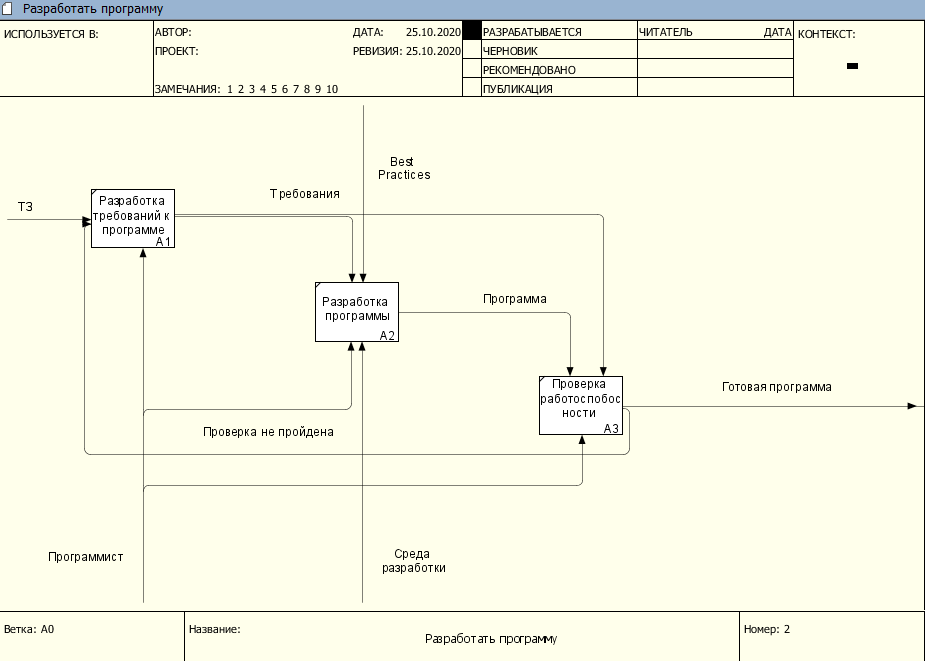 Разработать программу
ИСПОЛЬЗУЕТСЯ В:
АВТОР:
ДАТА: 25.10.2020
ПРОЕКТ:
РЕВИЗИЯ: 25.10.2020
ЗАМЕЧАНИЯ: 1 2 3 4 5 6 7 8 9 10
РАЗРАБАТЫВАЕТСЯ
ЧЕРНОВИК
РЕКОМЕНДОВАНО
ПУБЛИКАЦИЯ
ЧИТАТЕЛЬ
ДАТА
КОНТЕКСТ:
Best
Practices
ТЗ
Разработка
требований к
программе
A1
Требования
Разработка
программы
A2
Программа
Проверка
работоспобос
ности
A3
Готовая программа
Проверка не пройдена
Программист
Среда
разработки
Ветка: A0
Название:
Разработать программу
Номер: 2